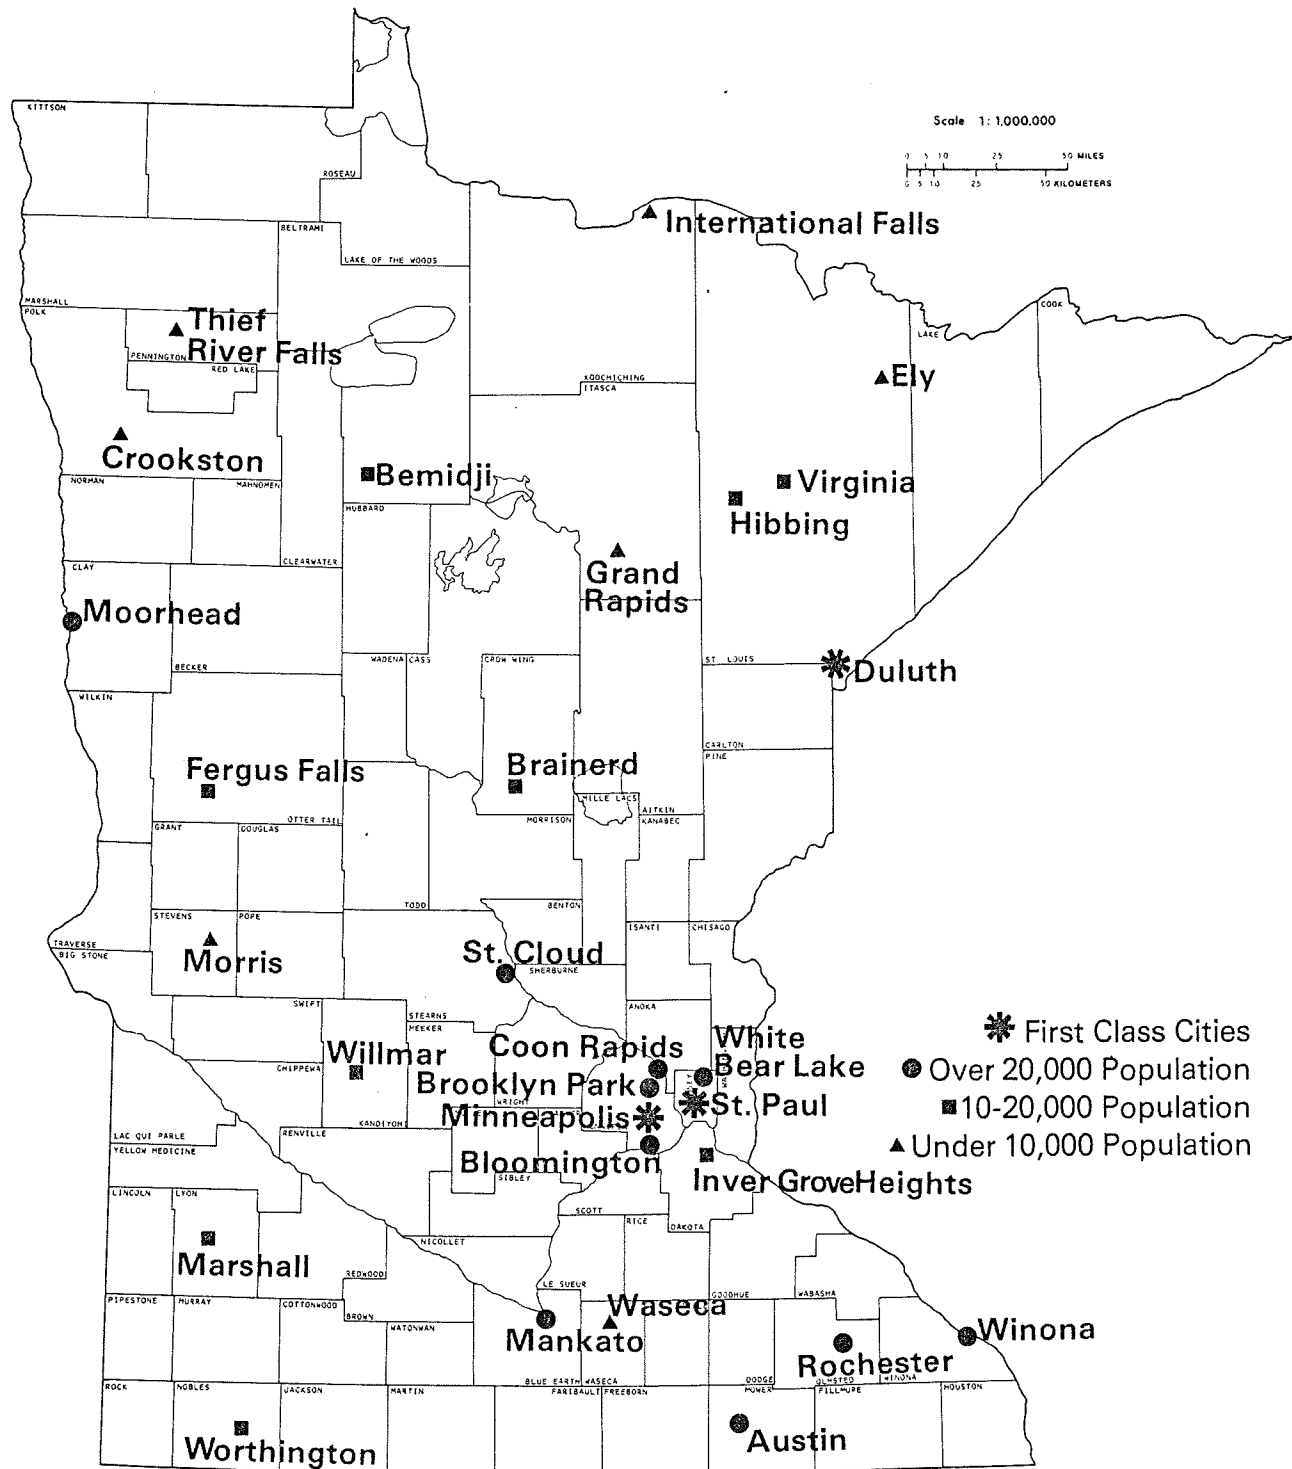 KITTSON
Scale 1: 1,000,000
0 5 10 25 50 MILES
0 5 10 25 50 KILOMETERS
ROSEAU
International Falls
BELTRAMI
LAKE OF THE WOODS
MARSHALL
POLK
COOK
LAKE
Thief
River Falls
PENNINGTON
RED LAKE
KOOCHICHING
ITASCA
Ely
Crookston
NORMAN
MAHNOMEN
Bemidji
Virginia
HUBBARD
Hibbing
CLAY
CLEARWATER
Grand
Rapids
Moorhead
BECKER
WADENA
CASS
CROW WING
ST LOUIS
Duluth
WILKIN
CARLTON
PINE
Fergus Falls
Brainerd
MILLE LACS
AITKIN
KANABEC
OTTER TAIL
MORRISON
GRANT
DOUGLAS
STEVENS
POPE
TODD
BENTON
ISANTI
CHISAGO
TRAVERSE
BIG STONE
Morris
St. Cloud
SHERBURNE
SWIFT
STEARNS
MEEKER
ANOKA
White
Bear Lake
First Class Cities
Willmar
Coon Rapids
CHIPPEWA
Over 20,000 Population
Brooklyn Park
WRIGHT
St. Paul
10-20,000 Population
Minneapolis
KANDIYOHI
LAC QUI PARLE
YELLOW MEDICINE
RENVILLE
Under 10,000 Population
Bloomington
SIBLEY
Inver Grove Heights
LINCOLN
LYON
SCOTT
RICE
DAKOTA
NICOLLET
Marshall
REDWOOD
LE SUEUR
PIPESTONE
MURRAY
COTTONWOOD
BROWN
WATONWAN
GOODHUE
WABASHA
Waseca
Mankato
Winona
Rochester
BLUE EARTH
WASECA
DODGE
OLMSTED
WINONA
ROCK
NOBLES
JACKSON
MARTIN
FARIBAULT
FREEBORN
MOWER
FILLMORE
HOUSTON
Worthington
Austin